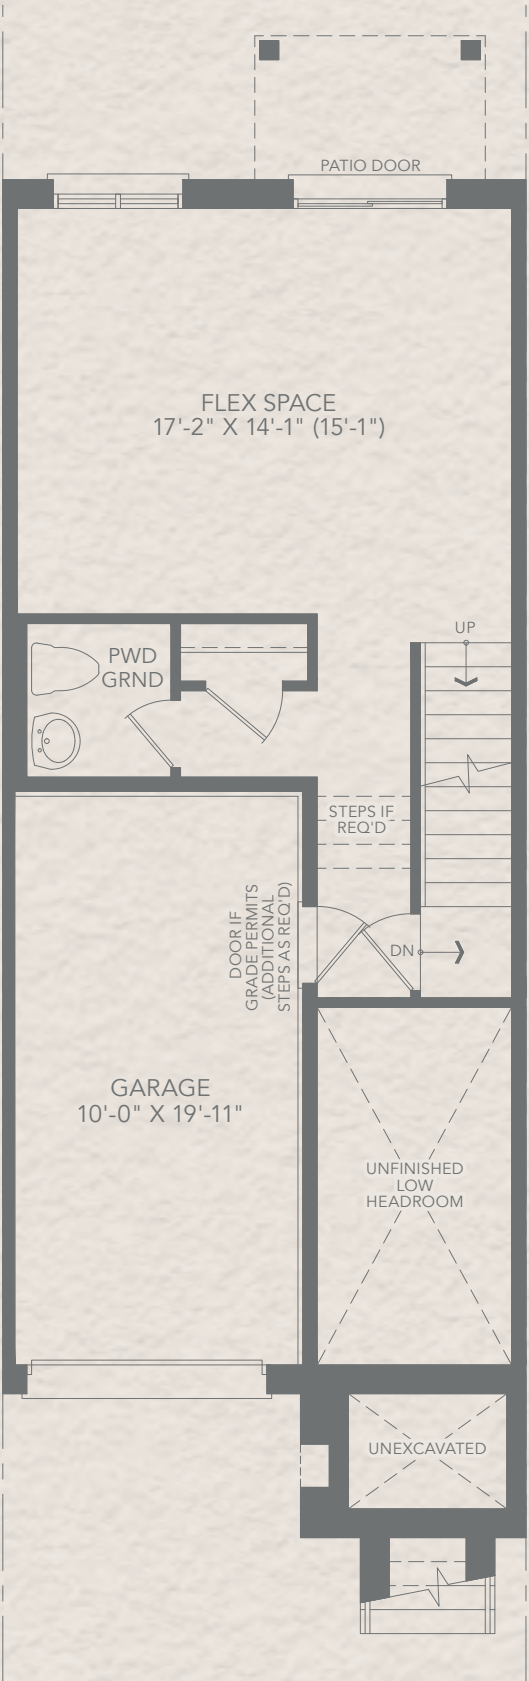 PATIO DOOR
FLEX SPACE
17'-2" X 14'-1" (15'-1")
UP
PWD
GRND
STEPS IF
REQ'D
DOOR IF
GRADE PERMITS
(ADDITIONAL
STEPS AS REQ'D)
DN
GARAGE
10'-0" X 19'-11"
UNFINISHED
LOW
HEADROOM
UNEXCAVATED